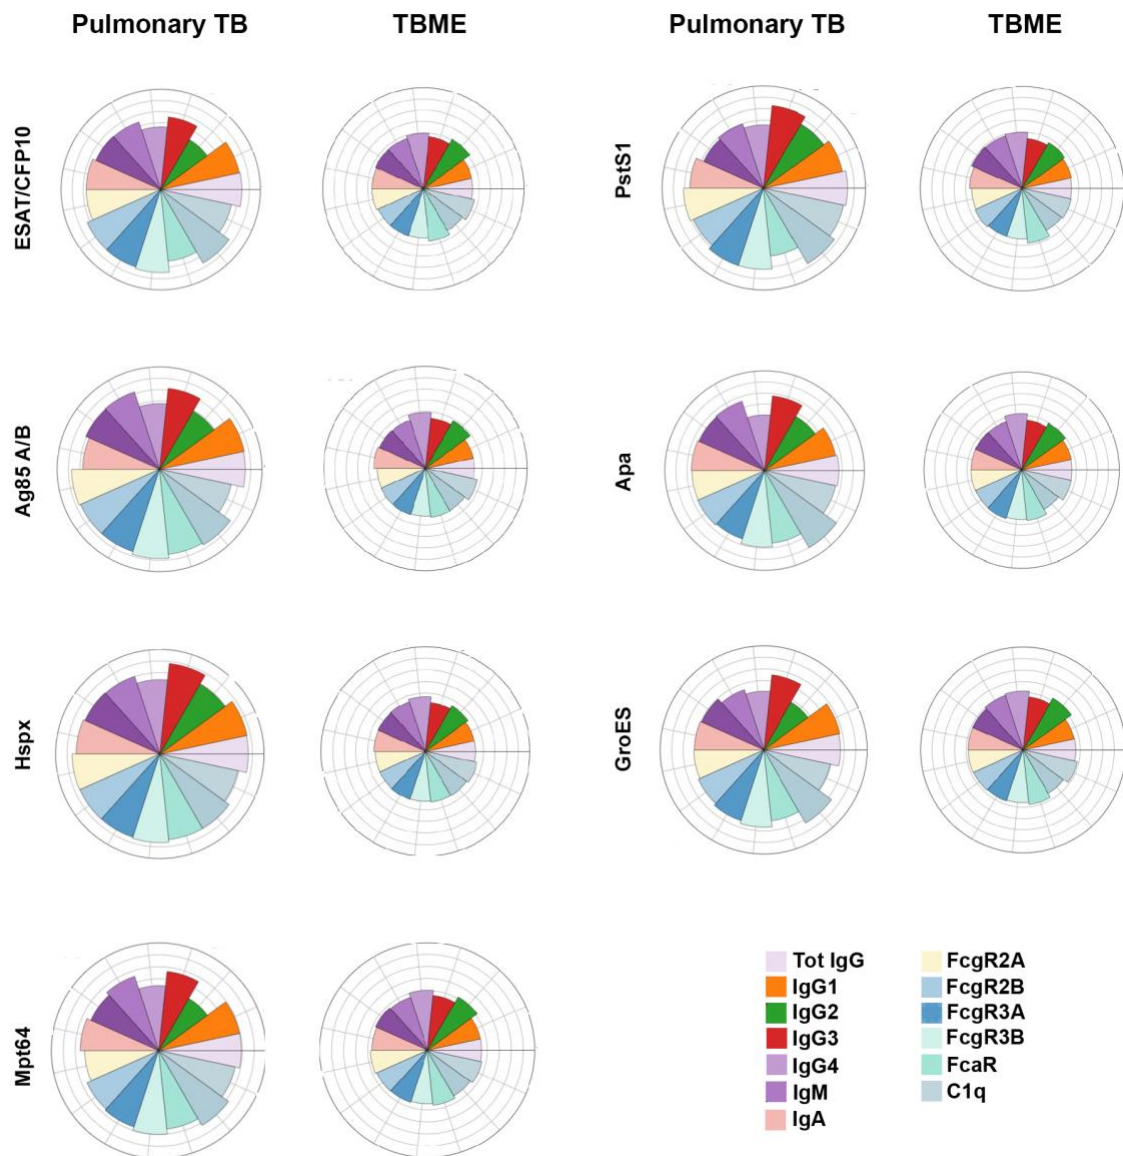 Pulmonary TB TBME Pulmonary TB TBME
ESAT/CFP10
PstS1
Ag85 A/B
Apa
Hspx
GroES
Mpt64
Tot IgG
IgG1
IgG2
IgG3
IgG4
IgM
IgA
FcgR2A
FcgR2B
FcgR3A
FcgR3B
FcaR
C1q